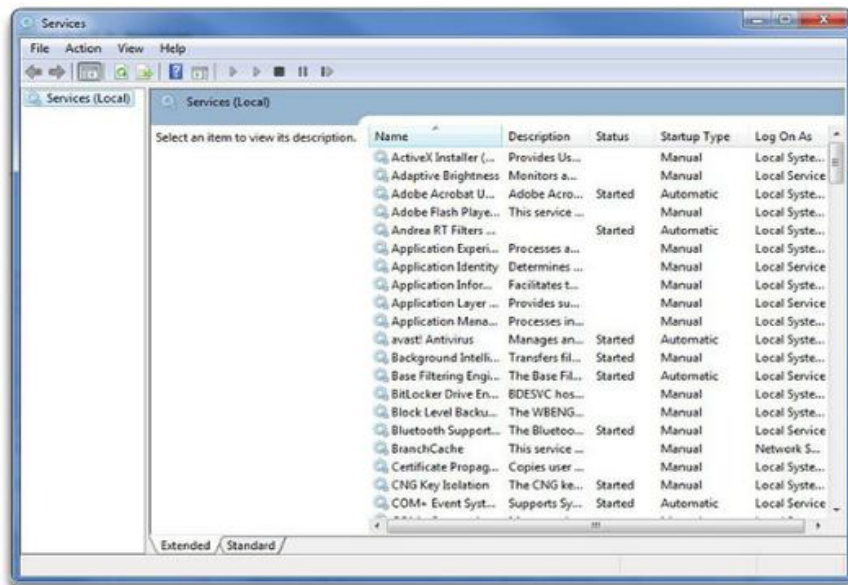 Services
File Action View Help
Services (Local)
Services (Local)
Select an item to view its description.
Name Description Status Startup Type Log On As
ActiveX Installer (... Provides Us... Manual Local Syste...
Adaptive Brightness Monitors a... Manual Local Service
Adobe Acrobat U... Adobe Acro... Started Automatic Local Syste...
Adobe Flash Playe... This service ... Manual Local Syste...
Andrea RT Filters ... Started Automatic Local Syste...
Application Experi... Processes a... Manual Local Syste...
Application Identity Determines ... Manual Local Service
Application Infor... Facilitates t... Manual Local Syste...
Application Layer ... Provides su... Manual Local Service
Application Mana... Processes in... Manual Local Syste...
avast! Antivirus Manages an... Started Automatic Local Syste...
Background Intelli... Transfers fil... Started Manual Local Syste...
Base Filtering Engi... The Base Fil... Started Automatic Local Service
BitLocker Drive En... BDESVC hos... Manual Local Syste...
Block Level Backu... The WBENG... Manual Local Syste...
Bluetooth Support... The Bluetoo... Started Manual Local Service
BranchCache This service ... Manual Network S...
Certificate Propag... Copies user ... Manual Local Syste...
CNG Key Isolation The CNG ke... Started Manual Local Syste...
COM+ Event Syst... Supports Sy... Started Automatic Local Service
Extended Standard